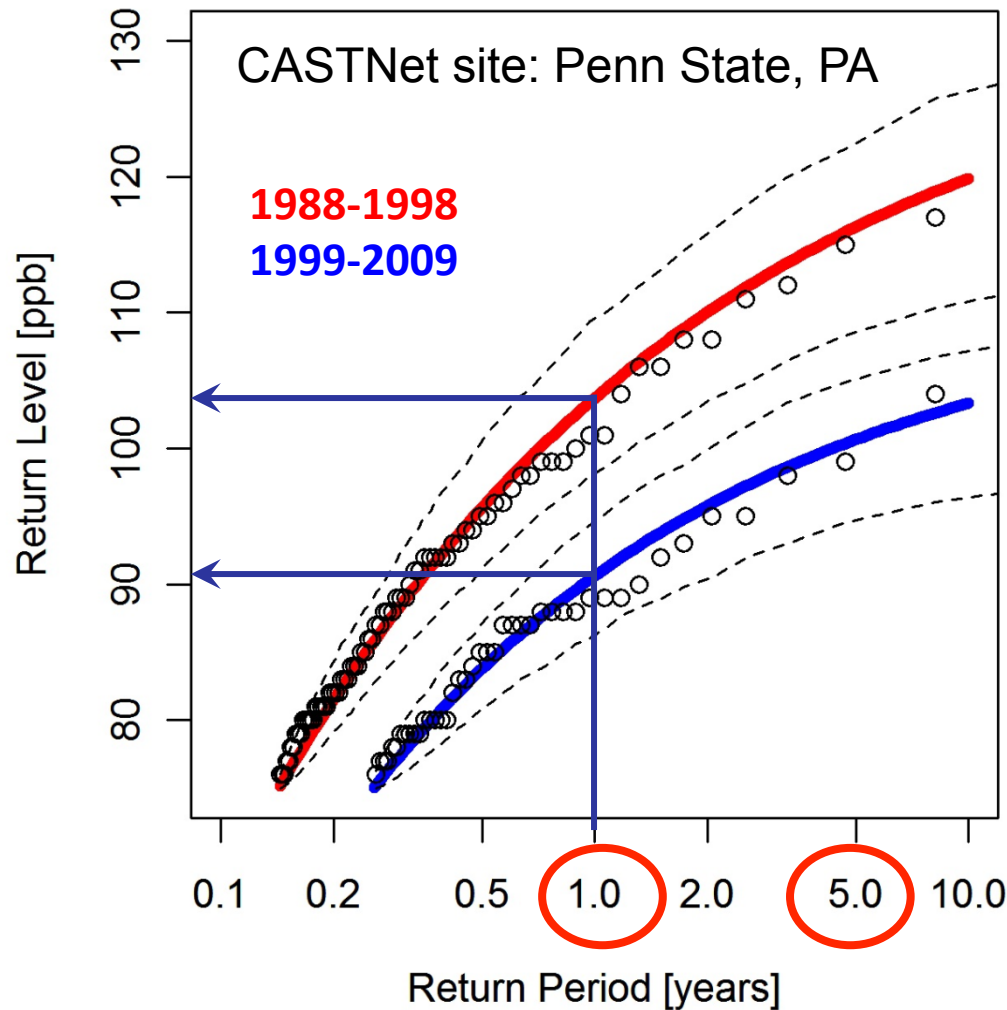 CASTNet site: Penn State, PA
1988-1998
1999-2009
Return Level [ppb]
130
120
110
100
90
80
0.1 0.2 0.5 1.0 2.0 5.0 10.0
Return Period [years]